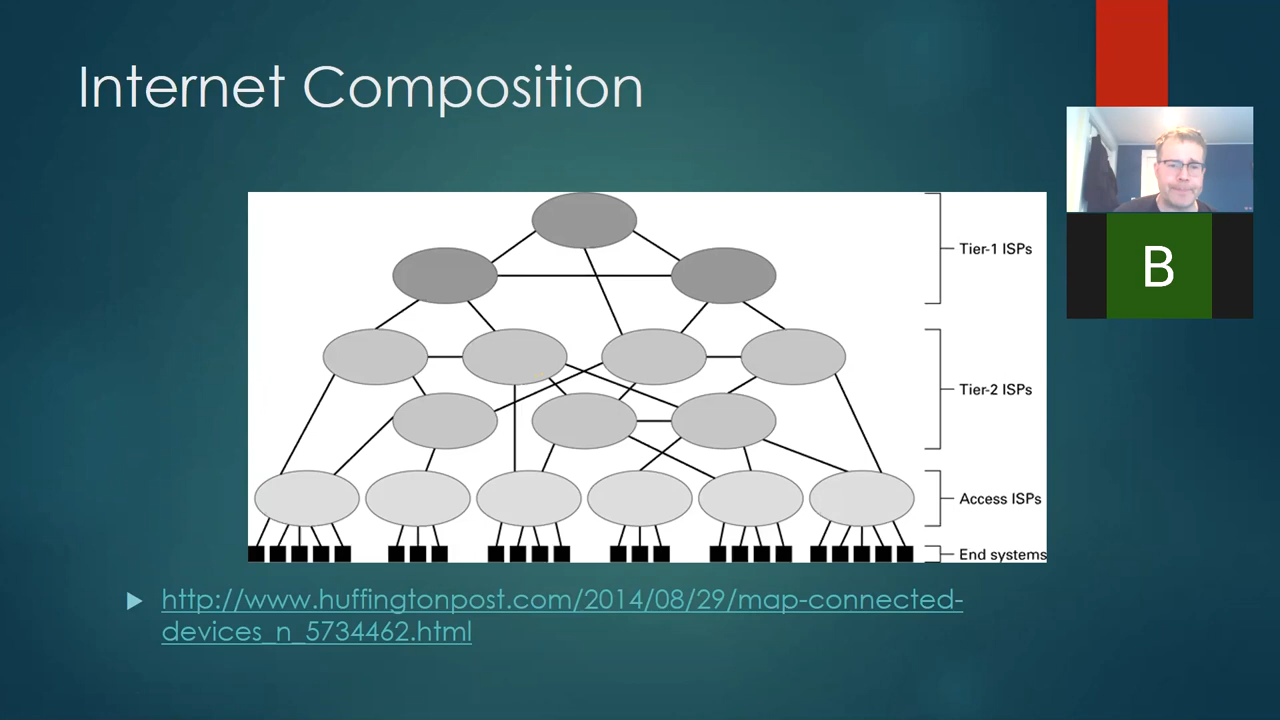 Internet Composition
Tier-1 ISPs
B
Tier-2 ISPs
Access ISPs
End systems
http://www.huffingtonpost.com/2014/08/29/map-connected-
devices_n_5734462.html